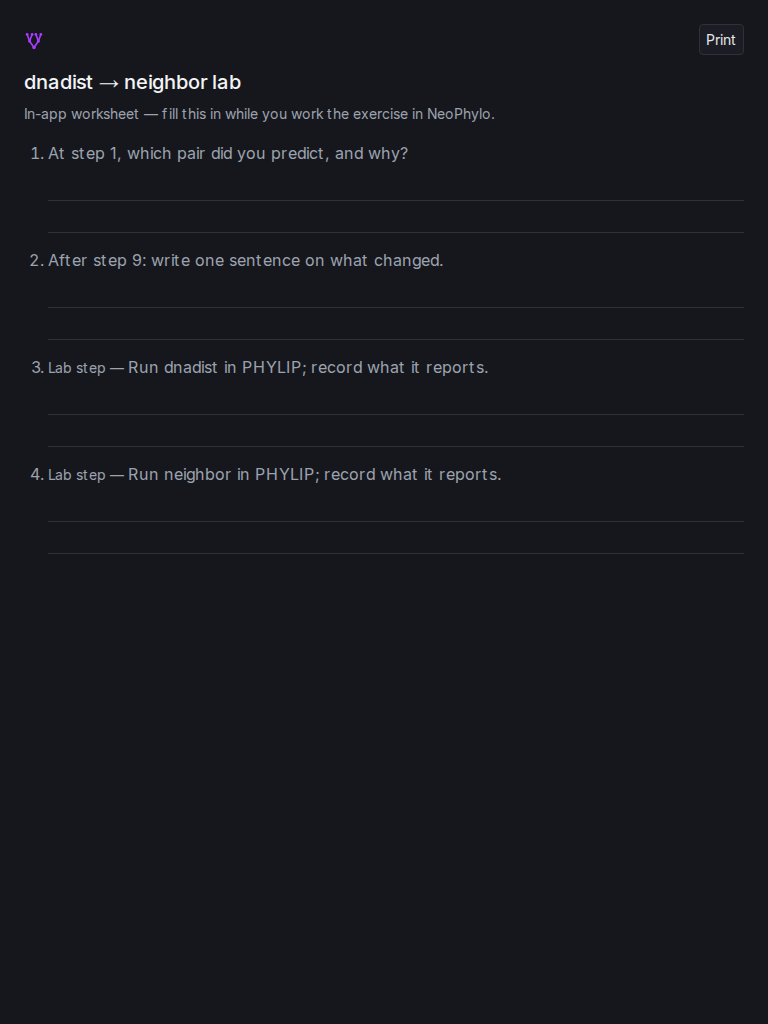 Print
dnadist → neighbor lab
In-app worksheet — fill this in while you work the exercise in NeoPhylo.
1. At step 1, which pair did you predict, and why?
2. After step 9: write one sentence on what changed.
3. Lab step — Run dnadist in PHYLIP; record what it reports.
4. Lab step — Run neighbor in PHYLIP; record what it reports.